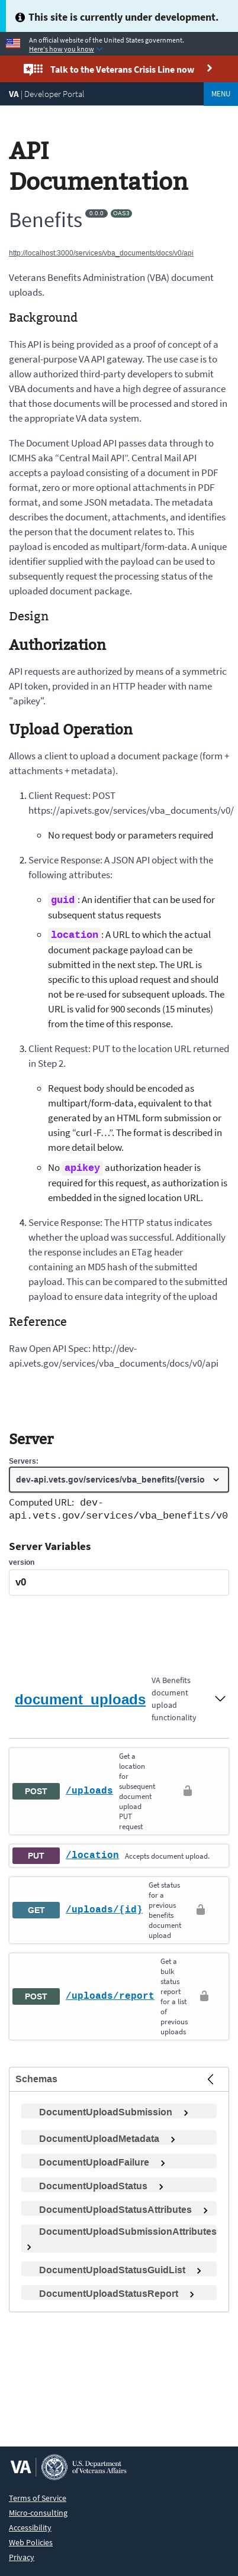 This site is currently under development.
An official website of the United States government.
Here's how you know
Talk to the Veterans Crisis Line now
VA | Developer Portal
MENU
API
Documentation
Benefits 0.0.0 OAS3
http://localhost:3000/services/vba_documents/docs/v0/api
Veterans Benefits Administration (VBA) document
uploads.
Background
This API is being provided as a proof of concept of a
general-purpose VA API gateway. The use case is to
allow authorized third-party developers to submit
VBA documents and have a high degree of assurance
that those documents will be processed and stored in
the appropriate VA data system.
The Document Upload API passes data through to
ICMHS aka “Central Mail API”. Central Mail API
accepts a payload consisting of a document in PDF
format, zero or more optional attachments in PDF
format, and some JSON metadata. The metadata
describes the document, attachments, and identifies
the person that the document relates to. This
payload is encoded as multipart/form-data. A unique
identifier supplied with the payload can be used to
subsequently request the processing status of the
uploaded document package.
Design
Authorization
API requests are authorized by means of a symmetric
API token, provided in an HTTP header with name
"apikey".
Upload Operation
Allows a client to upload a document package (form +
attachments + metadata).
1. Client Request: POST
https://api.vets.gov/services/vba_documents/v0/
No request body or parameters required
2. Service Response: A JSON API object with the
following attributes:
guid: An identifier that can be used for
subsequent status requests
location: A URL to which the actual
document package payload can be
submitted in the next step. The URL is
specific to this upload request and should
not be re-used for subsequent uploads. The
URL is valid for 900 seconds (15 minutes)
from the time of this response.
3. Client Request: PUT to the location URL returned
in Step 2.
Request body should be encoded as
multipart/form-data, equivalent to that
generated by an HTML form submission or
using “curl -F…”. The format is described in
more detail below.
No apikey authorization header is
required for this request, as authorization is
embedded in the signed location URL.
4. Service Response: The HTTP status indicates
whether the upload was successful. Additionally
the response includes an ETag header
containing an MD5 hash of the submitted
payload. This can be compared to the submitted
payload to ensure data integrity of the upload
Reference
Raw Open API Spec: http://dev-
api.vets.gov/services/vba_documents/docs/v0/api
Server
Servers:
dev-api.vets.gov/services/vba_benefits/{versio
Computed URL: dev-
api.vets.gov/services/vba_benefits/v0
Server Variables
version
v0
document_uploads
VA Benefits
document
upload
functionality
POST /uploads
Get a
location
for
subsequent
document
upload
PUT
request
PUT /location Accepts document upload.
GET /uploads/{id}
Get status
for a
previous
benefits
document
upload
POST /uploads/report
Get a
bulk
status
report
for a list
of
previous
uploads
Schemas
DocumentUploadSubmission
DocumentUploadMetadata
DocumentUploadFailure
DocumentUploadStatus
DocumentUploadStatusAttributes
DocumentUploadSubmissionAttributes
DocumentUploadStatusGuidList
DocumentUploadStatusReport
VA
U.S. Department
of Veterans Affairs
Terms of Service
Micro-consulting
Accessibility
Web Policies
Privacy